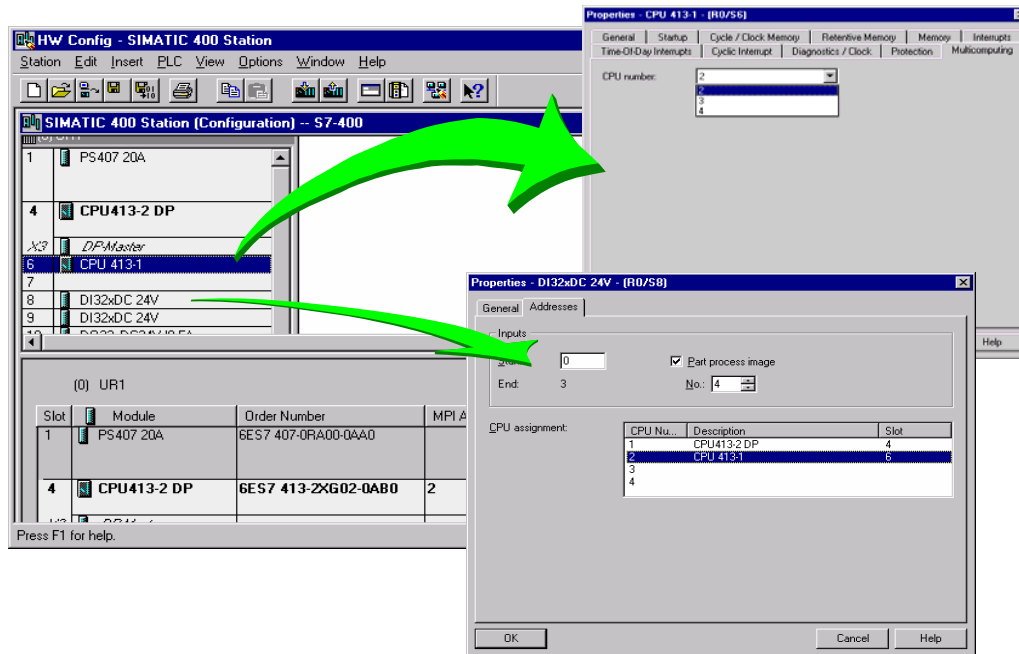 HW Config - SIMATIC 400 Station
Station Edit Insert PLC View Options Window Help
SIMATIC 400 Station (Configuration) -- S7-400
1 PS407 20A
4 CPU413-2 DP
X3 DP-Master
6 CPU 413-1
7
8 DI32xDC 24V
9 DI32xDC 24V
(0) UR1
Slot Module Order Number MPI A
1 PS407 20A 6ES7 407-0RA00-0AA0
4 CPU413-2 DP 6ES7 413-2XG02-0AB0 2
Press F1 for help.
Properties - CPU 413-1 - (R0/S6)
General Startup Cycle / Clock Memory Retentive Memory Memory Interrupts
Time-Of-Day Interrupts Cyclic Interrupt Diagnostics / Clock Protection Multicomputing
CPU number: 2
2
3
4
Help
Properties - DI32xDC 24V - (R0/S8)
General Addresses
Inputs
0 Part process image
End: 3 No.: 4
CPU assignment:
CPU Nu... Description Slot
1 CPU413-2 DP 4
2 CPU 413-1 6
3
4
OK Cancel Help